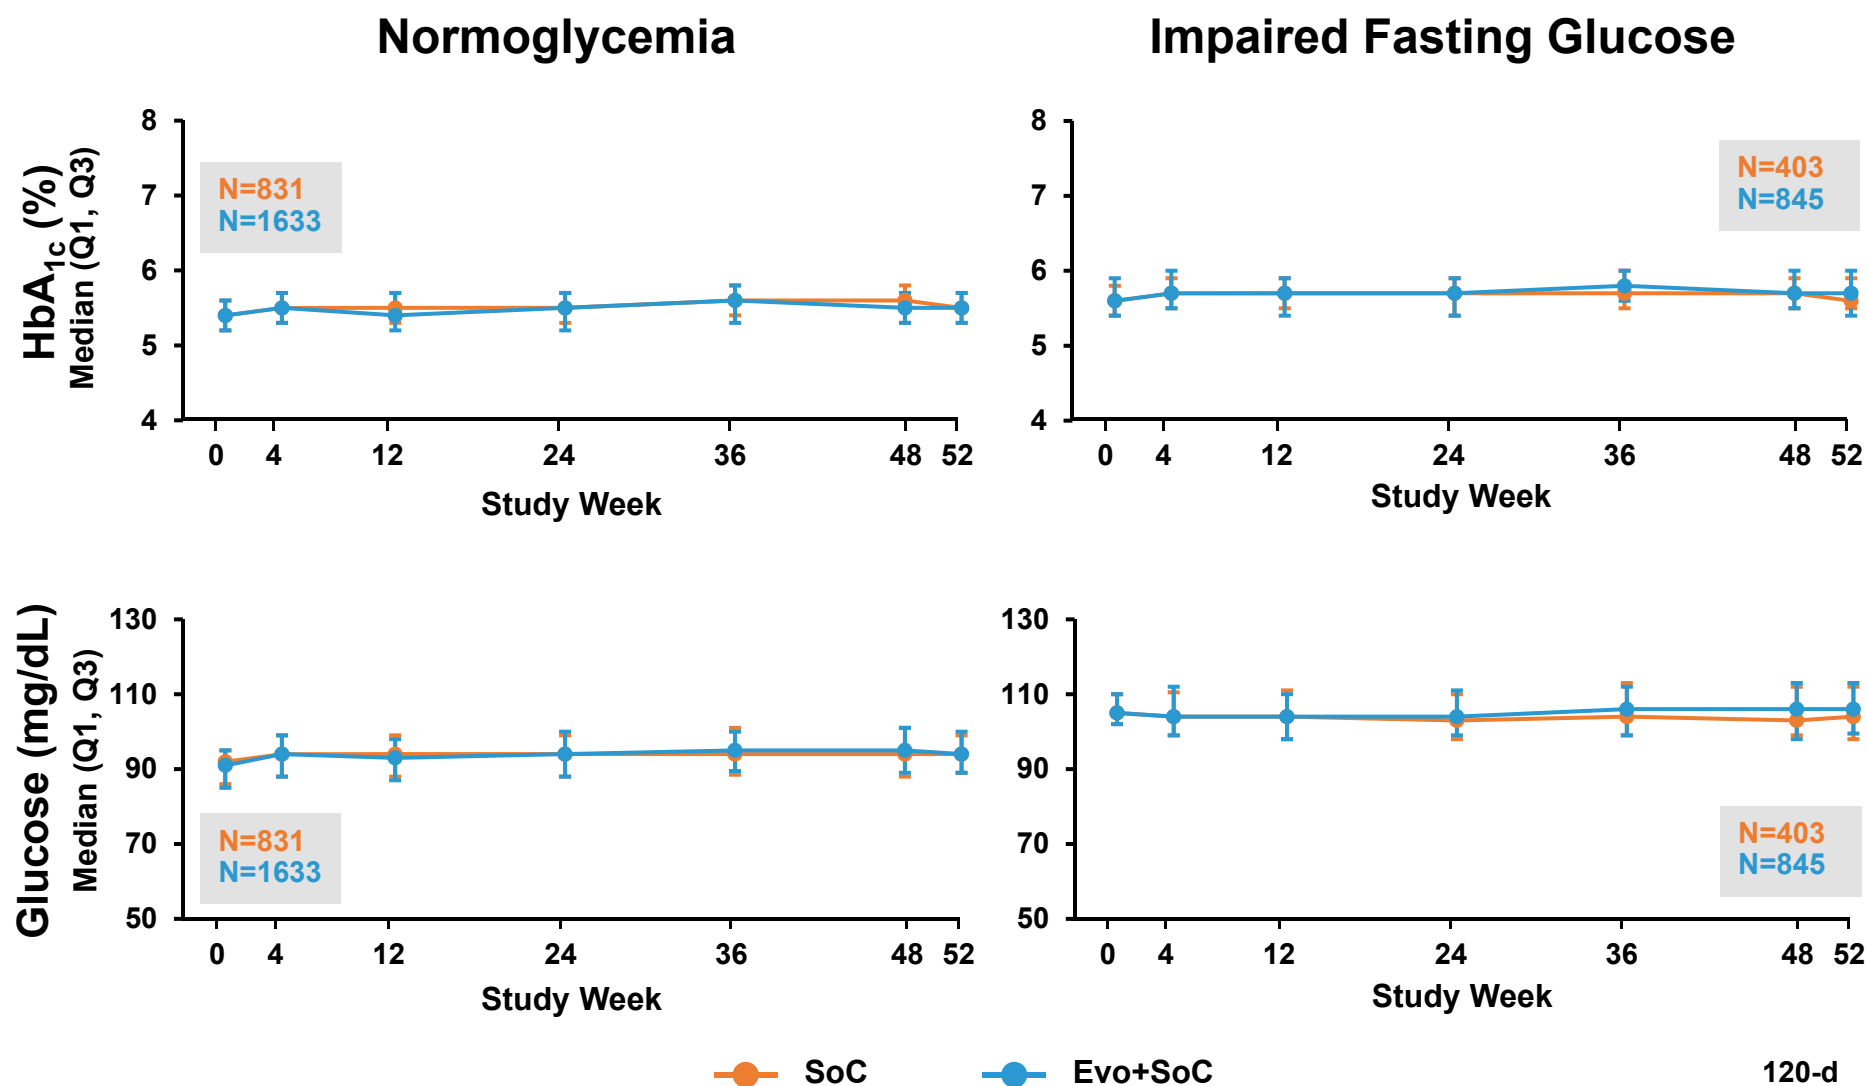 Normoglycemia
Impaired Fasting Glucose
HbA1c (%)
Median (Q1, Q3)
8
7
6
5
4
N=831
N=1633
0 4 12 24 36 48 52
Study Week
8
7
6
5
4
N=403
N=845
0 4 12 24 36 48 52
Study Week
Glucose (mg/dL)
Median (Q1, Q3)
130
110
90
70
50
N=831
N=1633
0 4 12 24 36 48 52
Study Week
130
110
90
70
50
N=403
N=845
0 4 12 24 36 48 52
Study Week
SoC
Evo+SoC
120-d